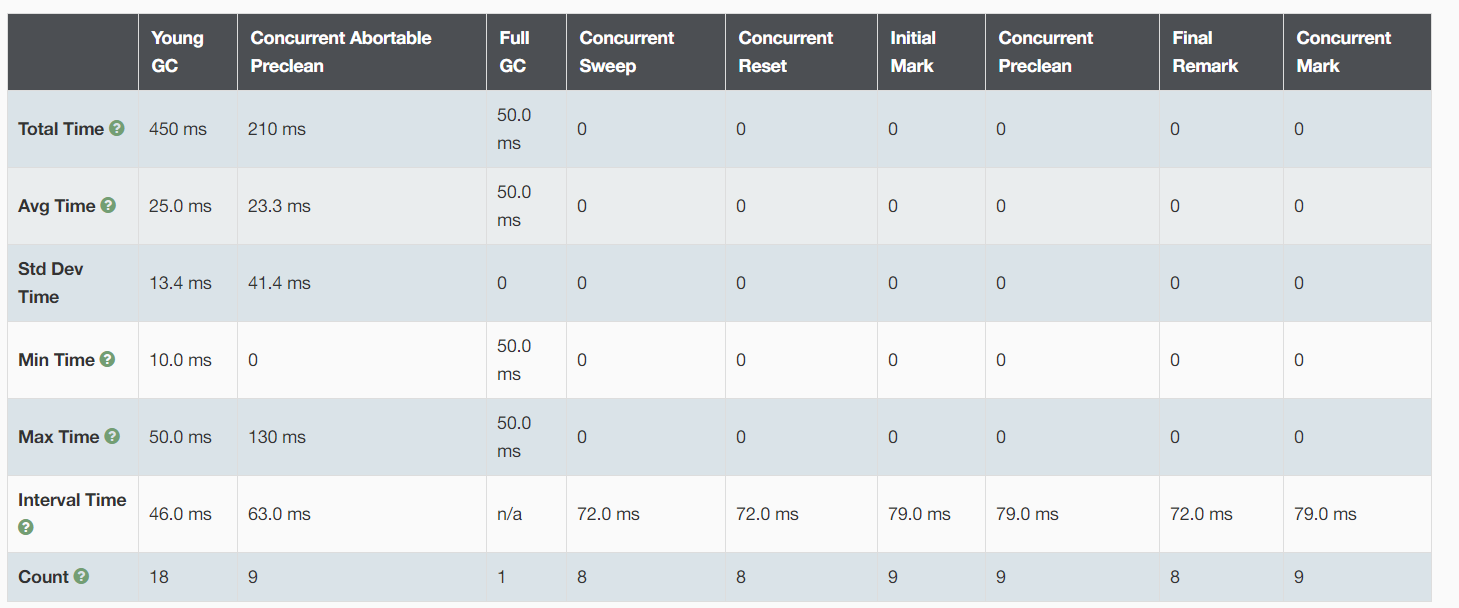 Young GC Concurrent Abortable Preclean Full GC Concurrent Sweep Concurrent Reset Initial Mark Concurrent Preclean Final Remark Concurrent Mark
Total Time 450 ms 210 ms 50.0 ms 0 0 0 0 0 0
Avg Time 25.0 ms 23.3 ms 50.0 ms 0 0 0 0 0 0
Std Dev Time 13.4 ms 41.4 ms 0 0 0 0 0 0 0
Min Time 10.0 ms 0 50.0 ms 0 0 0 0 0 0
Max Time 50.0 ms 130 ms 50.0 ms 0 0 0 0 0 0
Interval Time 46.0 ms 63.0 ms n/a 72.0 ms 72.0 ms 79.0 ms 79.0 ms 72.0 ms 79.0 ms
Count 18 9 1 8 8 9 9 8 9